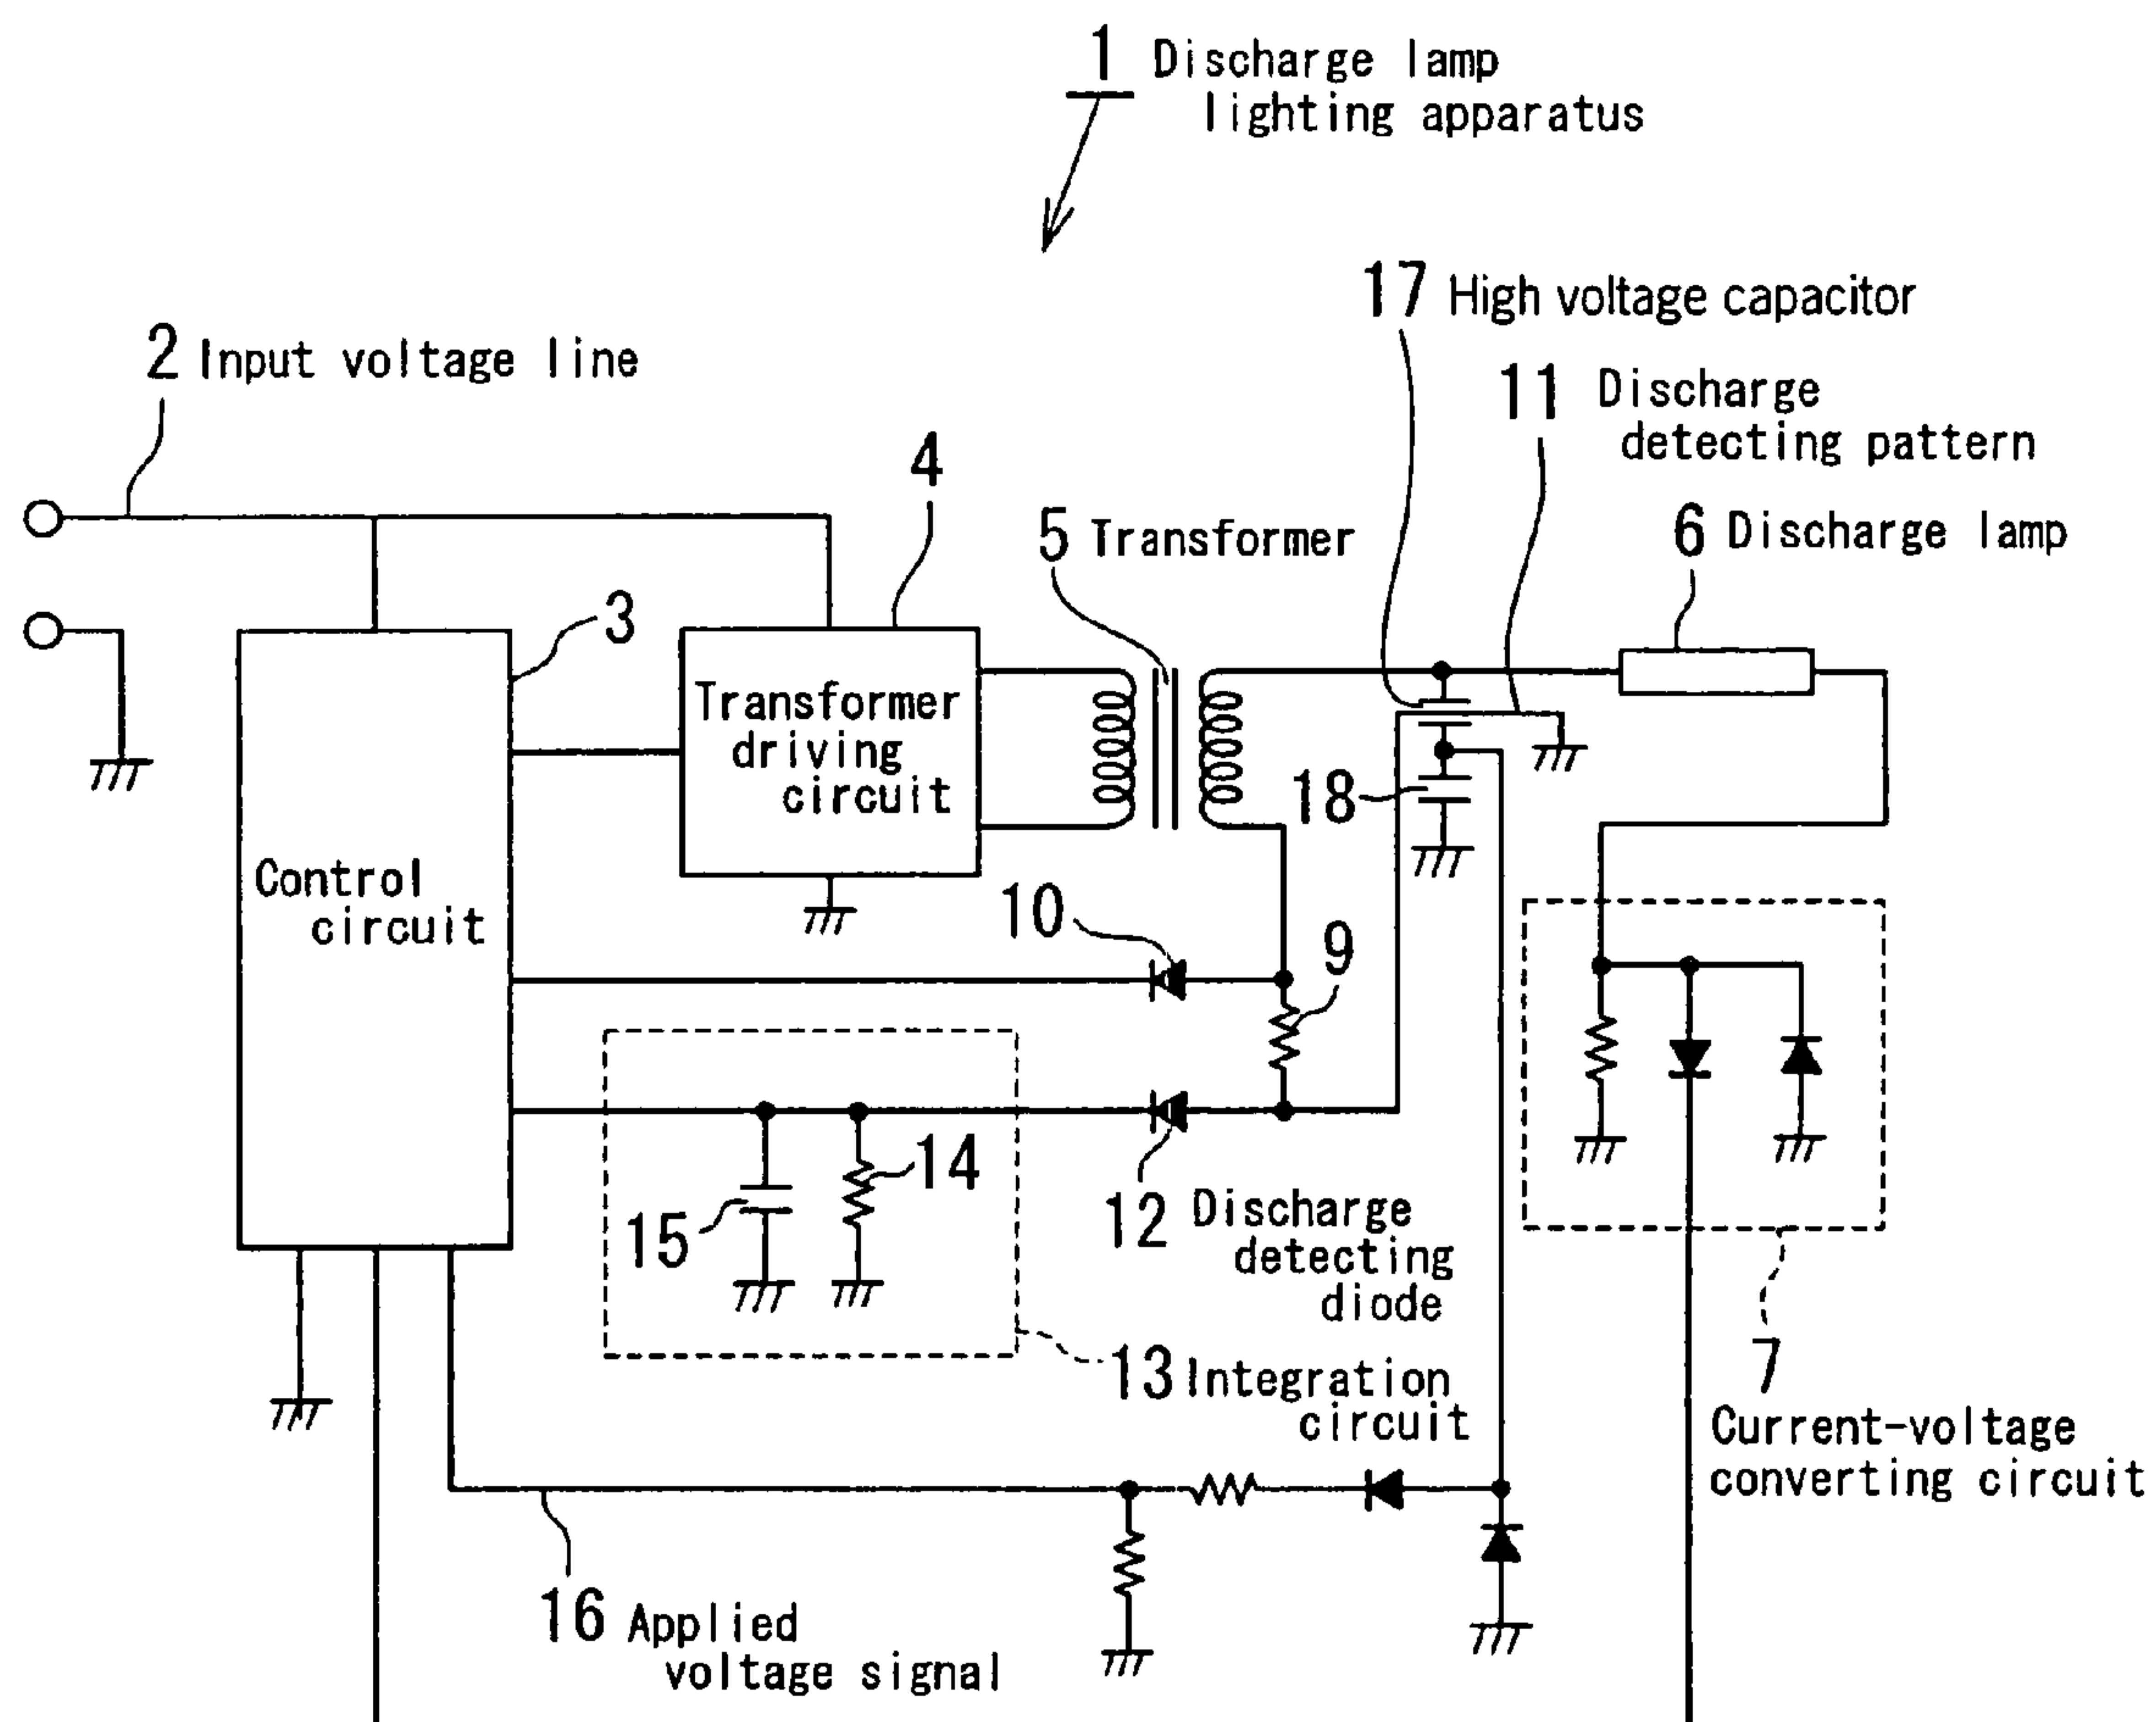 1 Discharge lamp
lighting apparatus
17 High voltage capacitor
11 Discharge
detecting pattern
2 Input voltage line
4
5 Transformer
6 Discharge lamp
3
Transformer
driving
circuit
18
Control
circuit
10
9
14
15
12 Discharge
detecting
diode
13 Integration
circuit
7
Current-voltage
converting circuit
16 Applied
voltage signal